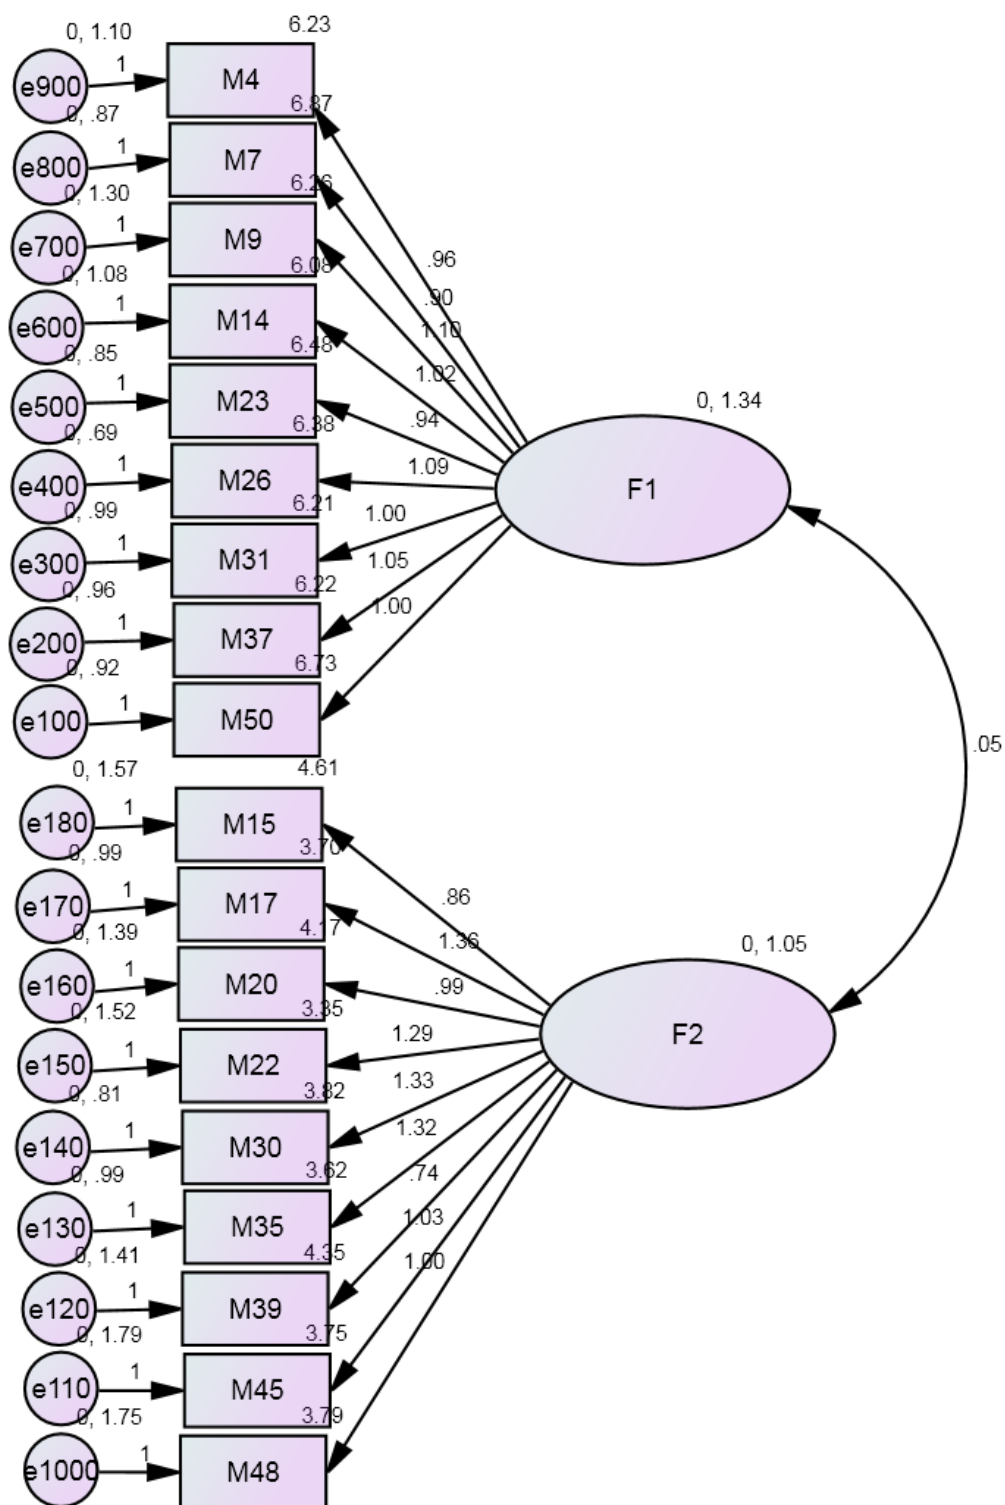 0, 1.10
6.23
e900
1
M4
0, .87
6.87
e800
1
M7
0, 1.30
6.26
e700
1
M9
0, 1.08
6.08
e600
1
M14
0, .85
6.48
e500
1
M23
0, .69
6.38
e400
1
M26
0, .99
6.21
e300
1
M31
0, .96
6.22
e200
1
M37
0, .92
6.73
e100
1
M50
.96
.90
1.10
1.02
.94
1.09
1.00
1.05
1.00
0, 1.34
F1
.05
0, 1.57
4.61
e180
1
M15
0, .99
3.70
e170
1
M17
0, 1.39
4.17
e160
1
M20
0, 1.52
3.35
e150
1
M22
0, .81
3.82
e140
1
M30
0, .99
3.62
e130
1
M35
0, 1.41
4.35
e120
1
M39
0, 1.79
3.75
e110
1
M45
0, 1.75
3.79
e1000
1
M48
.86
1.36
.99
1.29
1.33
1.32
.74
1.03
1.00
0, 1.05
F2